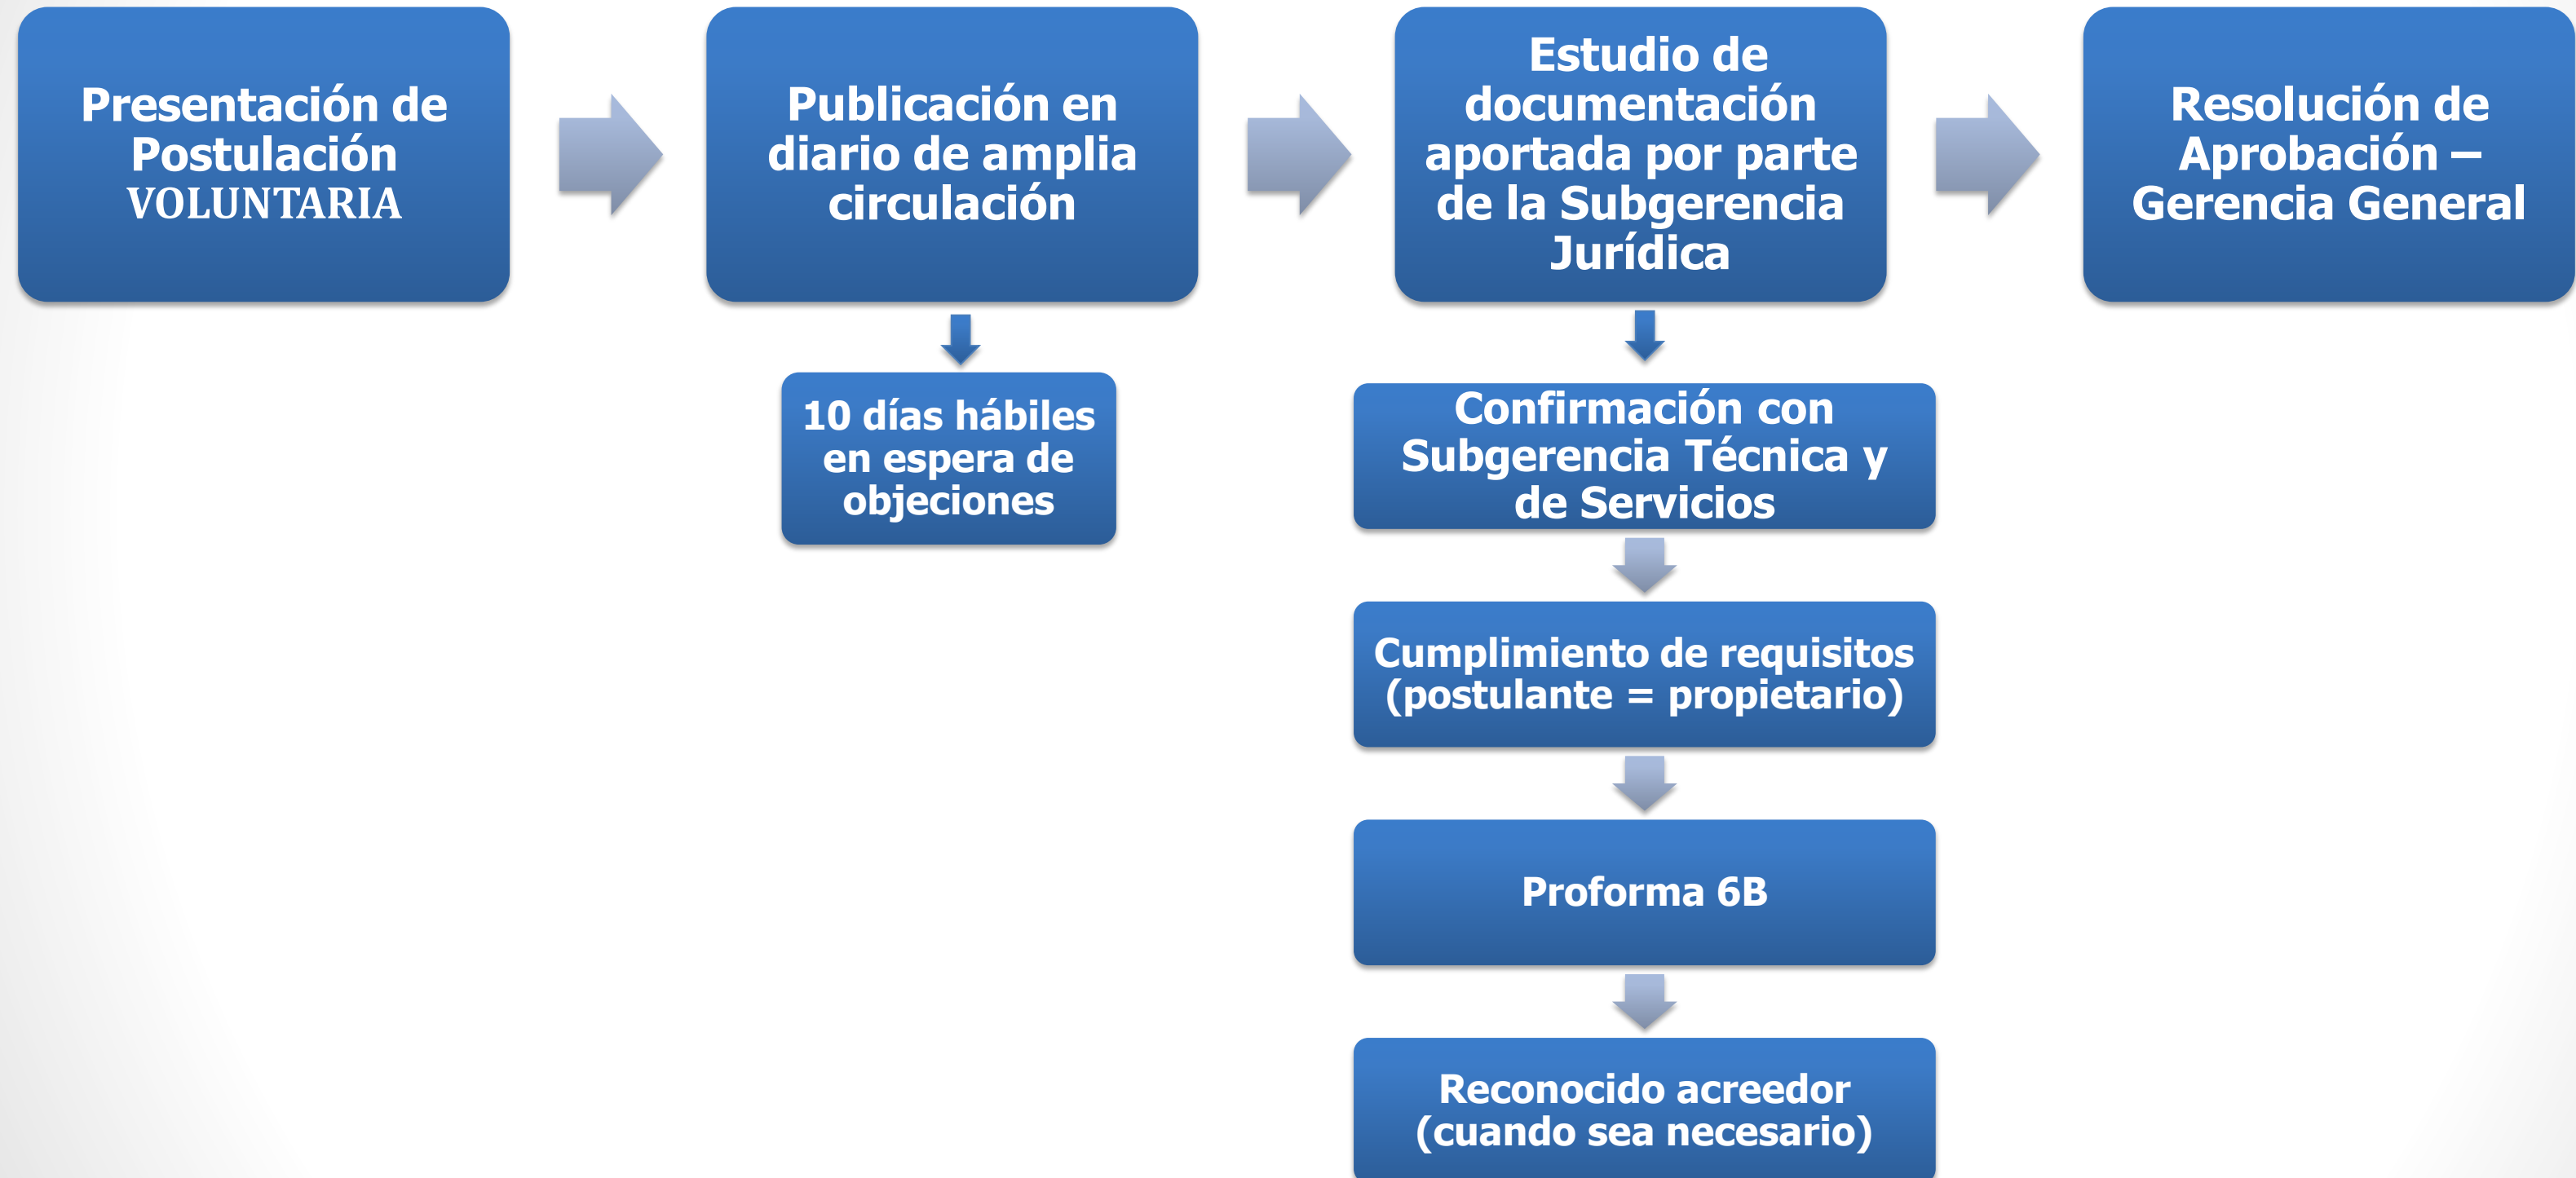 Presentación de
Postulación
VOLUNTARIA
Publicación en
diario de amplia
circulación
Estudio de
documentación
aportada por parte
de la Subgerencia
Jurídica
Resolución de
Aprobación –
Gerencia General
10 días hábiles
en espera de
objeciones
Confirmación con
Subgerencia Técnica y
de Servicios
Cumplimiento de requisitos
(postulante = propietario)
Proforma 6B
Reconocido acreedor
(cuando sea necesario)